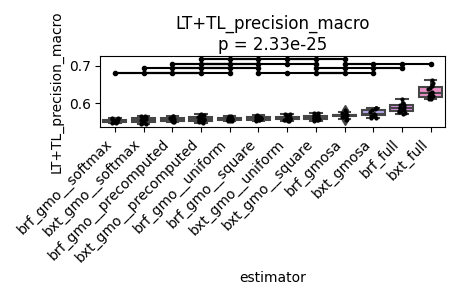 LT+TL_precision_macro
p = 2.33e-25
LT+TL_precision_macro
0.7
0.6
brf_gmo__softmax
bxt_gmo__softmax
brf_gmo__precomputed
bxt_gmo__precomputed
brf_gmo__uniform
brf_gmo__square
bxt_gmo__uniform
bxt_gmo__square
brf_gmosa
bxt_gmosa
brf_full
bxt_full
estimator